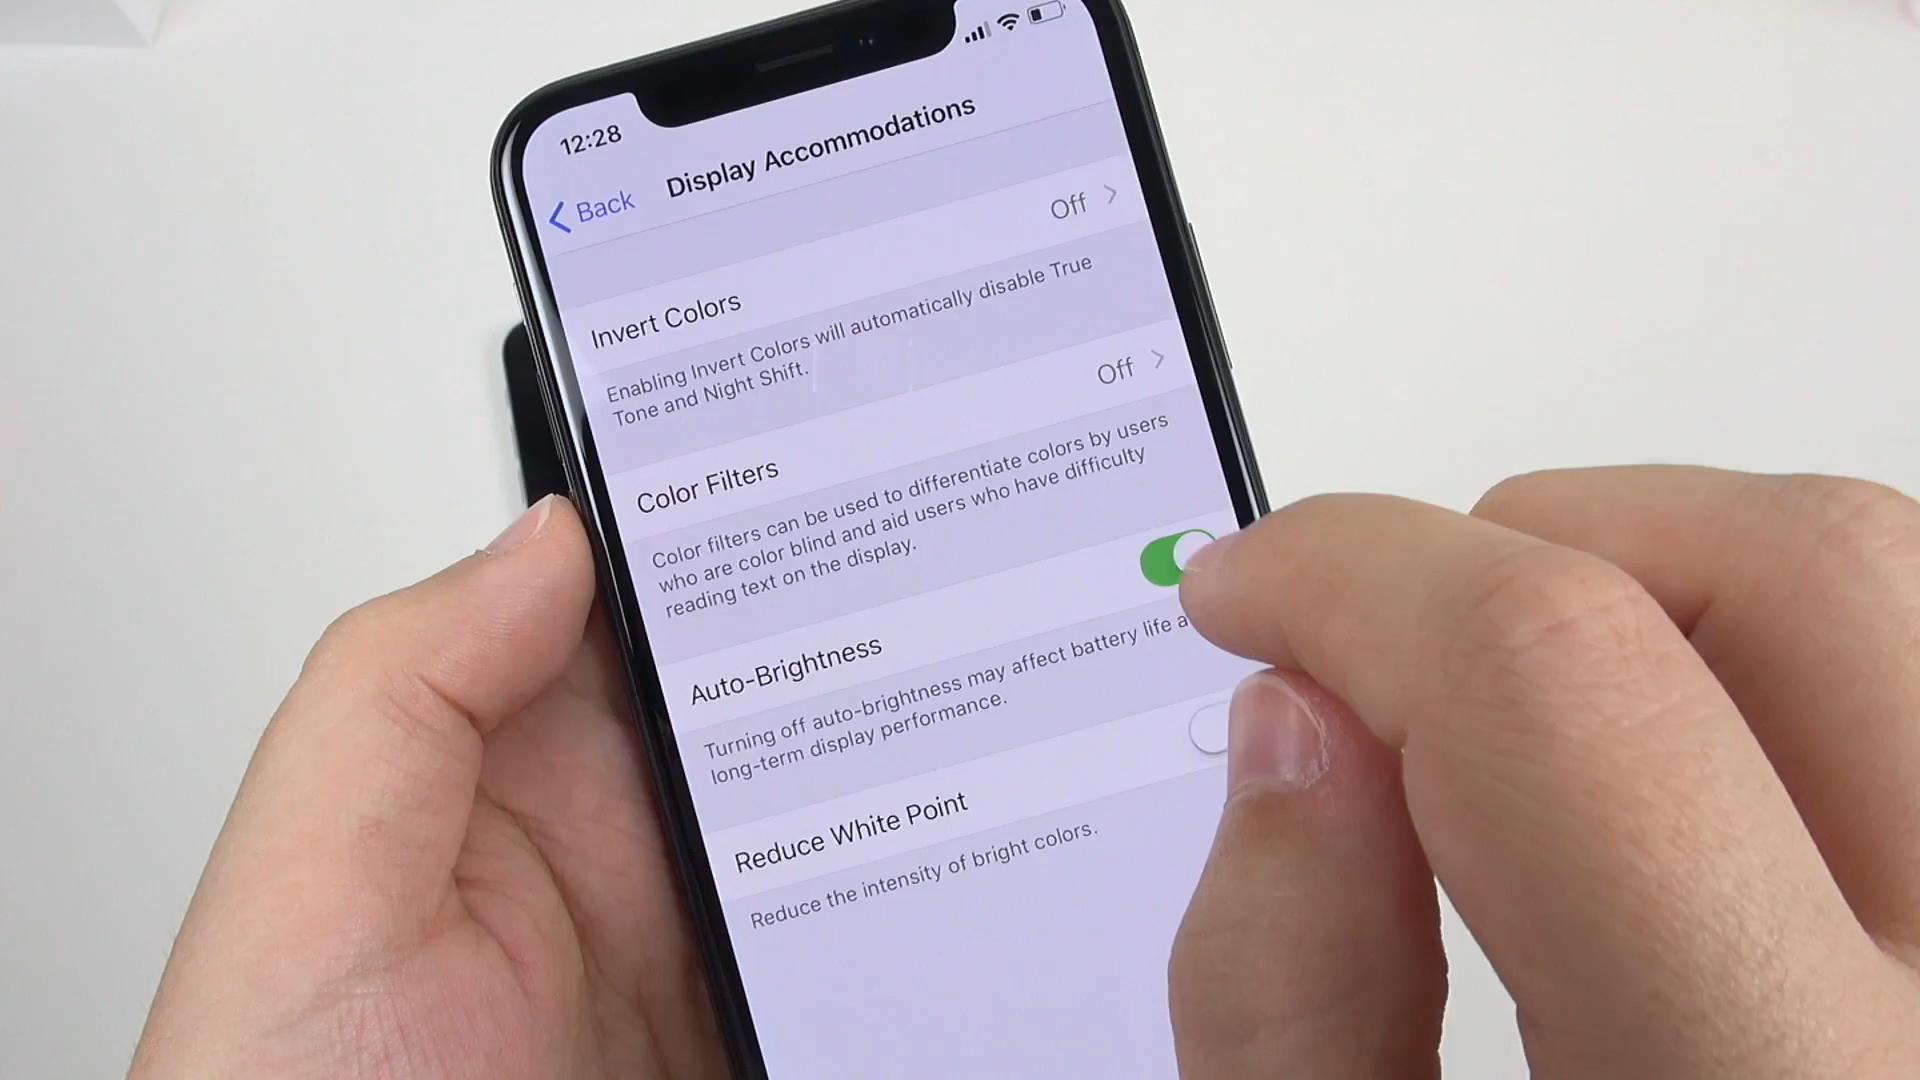 12:28
Back
Display Accommodations
Invert Colors
Off
Enabling Invert Colors will automatically disable True
Tone and Night Shift.
Color Filters
Off
Color filters can be used to differentiate colors by users
who are color blind and aid users who have difficulty
reading text on the display.
Auto-Brightness
Turning off auto-brightness may affect battery life a
long-term display performance.
Reduce White Point
Reduce the intensity of bright colors.